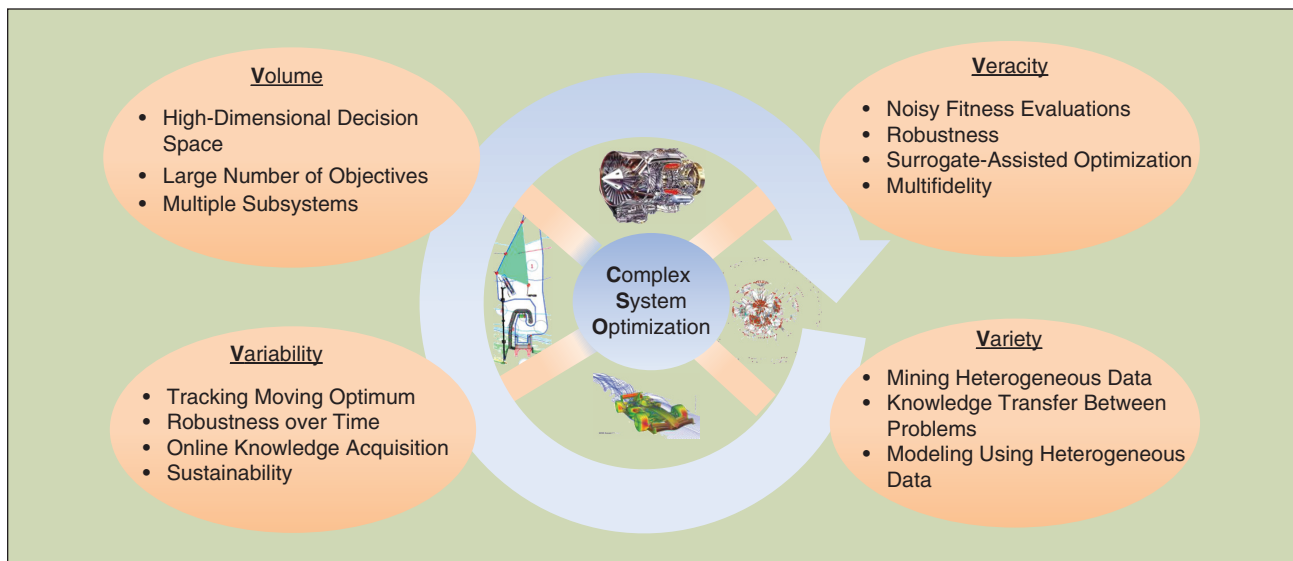 Volume
• High-Dimensional Decision
Space
• Large Number of Objectives
• Multiple Subsystems
Veracity
• Noisy Fitness Evaluations
• Robustness
• Surrogate-Assisted Optimization
• Multifidelity
Complex
System
Optimization
Variability
• Tracking Moving Optimum
• Robustness over Time
• Online Knowledge Acquisition
• Sustainability
Variety
• Mining Heterogeneous Data
• Knowledge Transfer Between
Problems
• Modeling Using Heterogeneous
Data